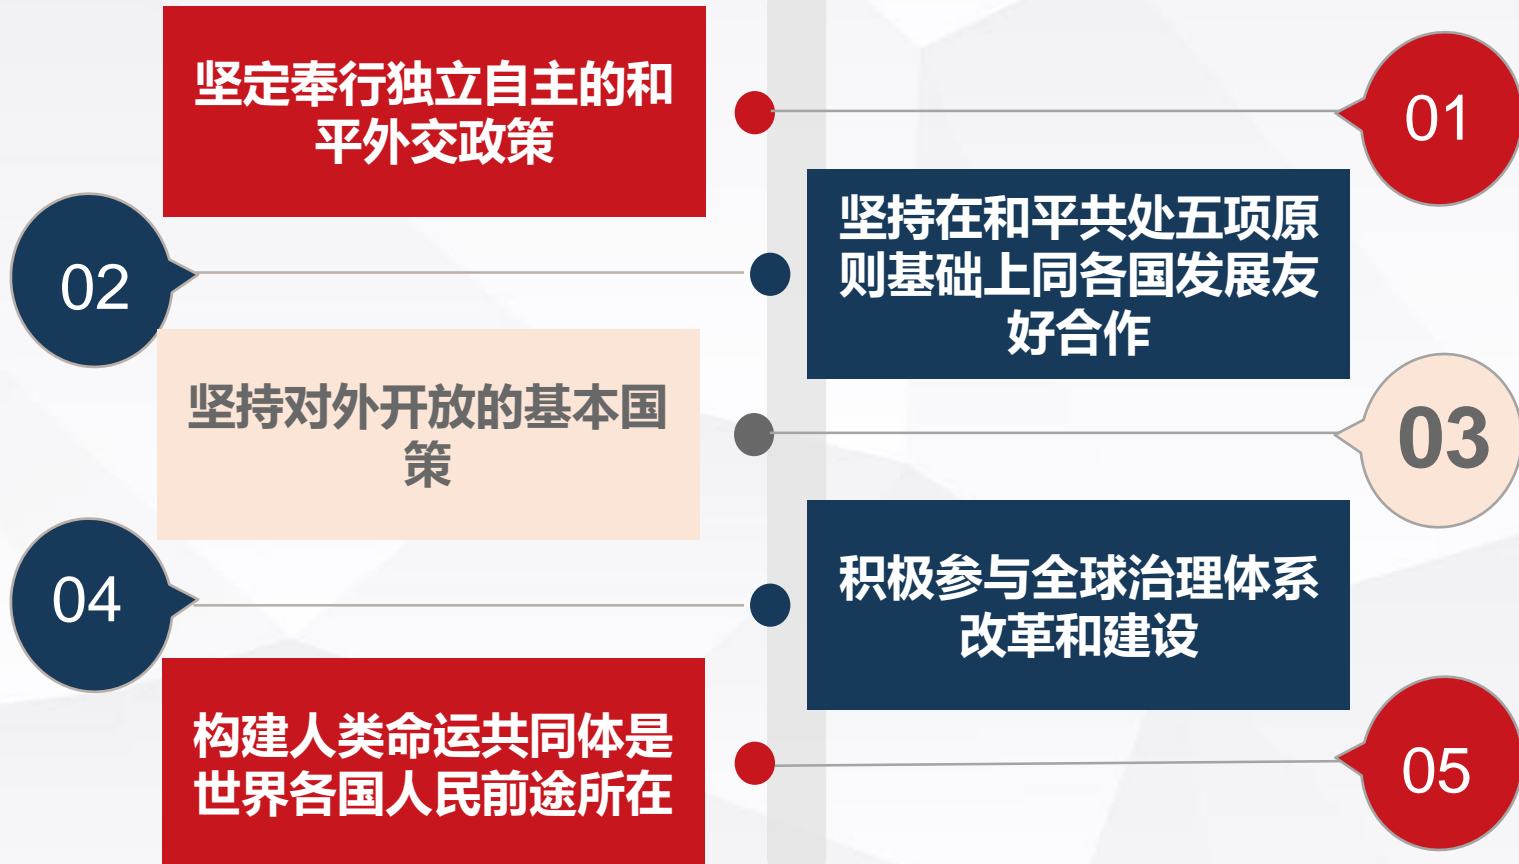 坚定奉行独立自主的和
平外交政策
01
02
坚持在和平共处五项原
则基础上同各国发展友
好合作
坚持对外开放的基本国
策
03
04
积极参与全球治理体系
改革和建设
构建人类命运共同体是
世界各国人民前途所在
05